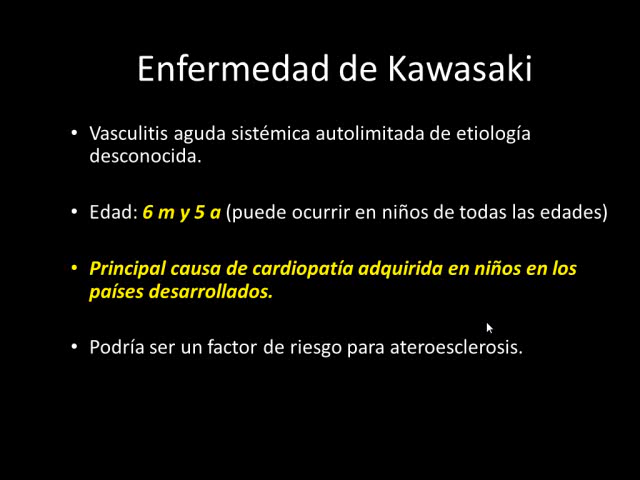 Enfermedad de Kawasaki
• Vasculitis aguda sistémica autolimitada de etiología
desconocida.
• Edad: 6 m y 5 a (puede ocurrir en niños de todas las edades)
• Principal causa de cardiopatía adquirida en niños en los
países desarrollados.
• Podría ser un factor de riesgo para ateroesclerosis.